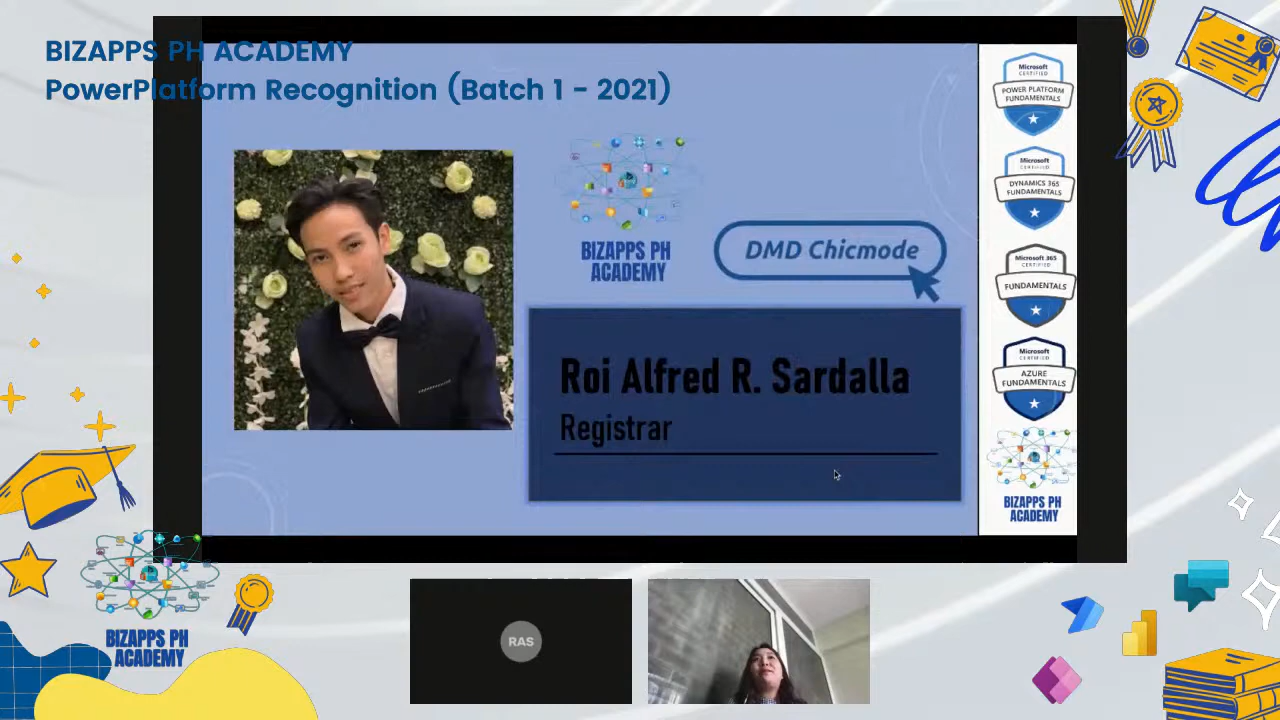 BIZAPPS PH ACADEMY
PowerPlatform Recognition (Batch 1 - 2021)
BIZAPPS PH
ACADEMY
DMD Chicmode
Roi Alfred R. Sardalla
Registrar
Microsoft
CERTIFIED
POWER PLATFORM
FUNDAMENTALS
Microsoft
CERTIFIED
DYNAMICS 365
FUNDAMENTALS
Microsoft 365
CERTIFIED
FUNDAMENTALS
Microsoft
CERTIFIED
AZURE
FUNDAMENTALS
BIZAPPS PH
ACADEMY
BIZAPPS PH
ACADEMY
RAS